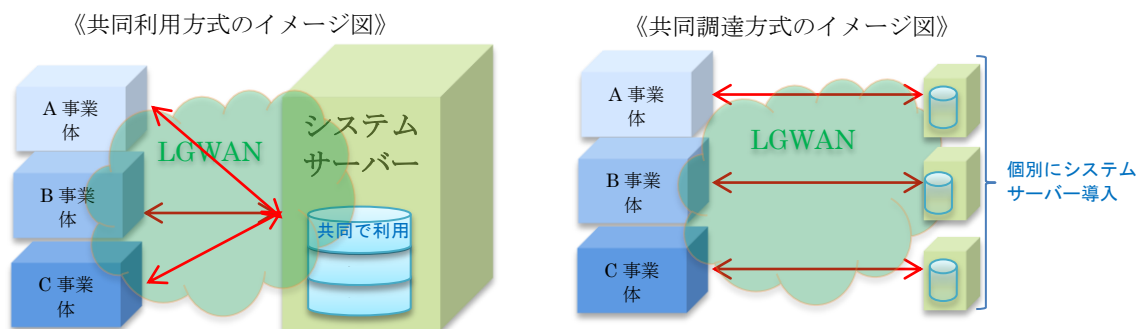 《共同利用方式のイメージ図》
A 事業
体
B 事業
体
C 事業
体
LGWAN
システム
サーバー
共同で利用
《共同調達方式のイメージ図》
A 事業
体
B 事業
体
C 事業
体
LGWAN
個別にシステム
サーバー導入